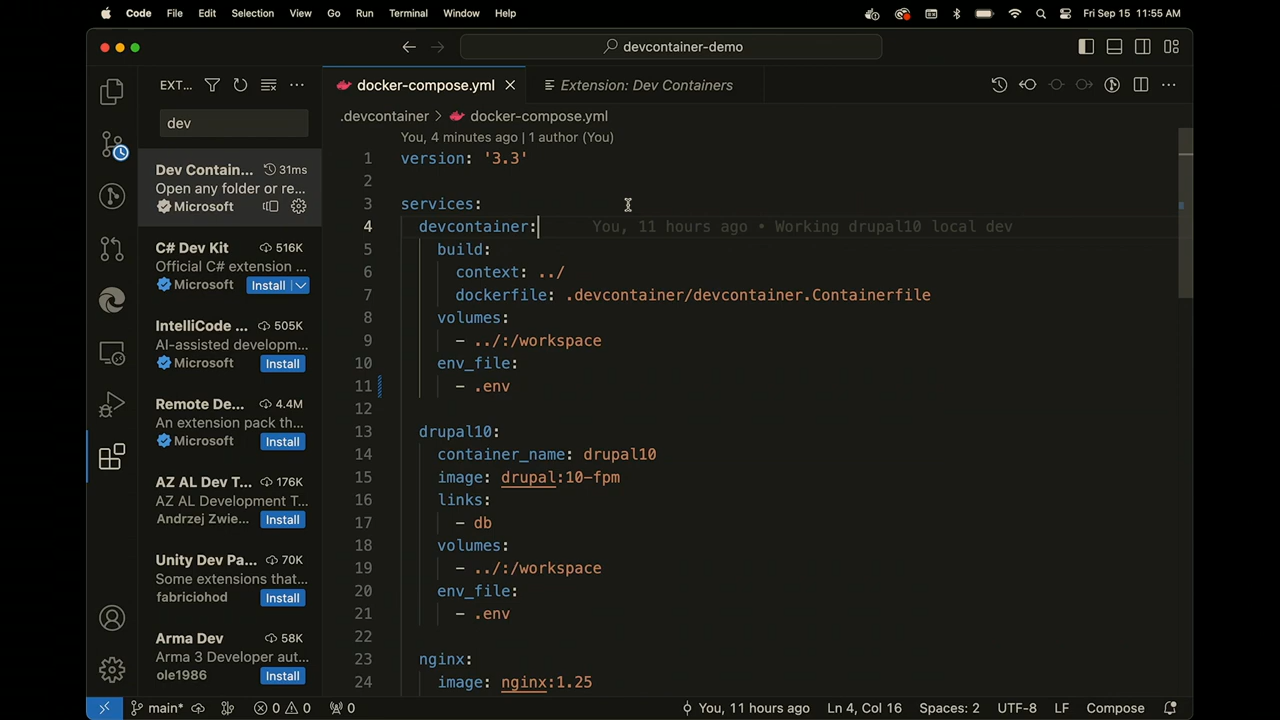 Code File Edit Selection View Go Run Terminal Window Help Fri Sep 15 11:55 AM
devcontainer-demo
EXT...
docker-compose.yml
Extension: Dev Containers
dev
.devcontainer > docker-compose.yml
You, 4 minutes ago | 1 author (You)
Dev Contain... 31ms
Open any folder or re...
Microsoft
C# Dev Kit 516K
Official C# extension ...
Microsoft Install
IntelliCode ... 505K
AI-assisted developm...
Microsoft Install
Remote De... 4.4M
An extension pack th...
Microsoft Install
AZ AL Dev T... 176K
AZ AL Development T...
Andrzej Zwie... Install
Unity Dev Pa... 70K
Some extensions that...
fabriciohod Install
Arma Dev 58K
Arma 3 Developer aut...
ole1986 Install
1 version: '3.3'
2
3 services:
4 devcontainer: You, 11 hours ago • Working drupal10 local dev
5 build:
6 context: ../
7 dockerfile: .devcontainer/devcontainer.Containerfile
8 volumes:
9 - ../:/workspace
10 env_file:
11 - .env
12
13 drupal10:
14 container_name: drupal10
15 image: drupal:10-fpm
16 links:
17 - db
18 volumes:
19 - ../:/workspace
20 env_file:
21 - .env
22
23 nginx:
24 image: nginx:1.25
main* 0 0 0 You, 11 hours ago Ln 4, Col 16 Spaces: 2 UTF-8 LF Compose